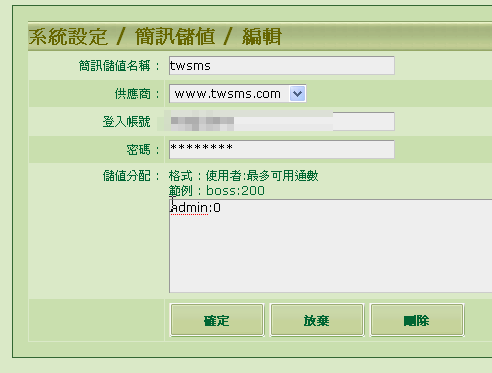 系統設定 / 簡訊儲值 / 編輯
簡訊儲值名稱: twsms
供應商: www.twsms.com
登入帳號
密碼: ********
儲值分配: 格式:使用者:最多可用通數
範例:boss:200
admin:0
確定 放棄 刪除